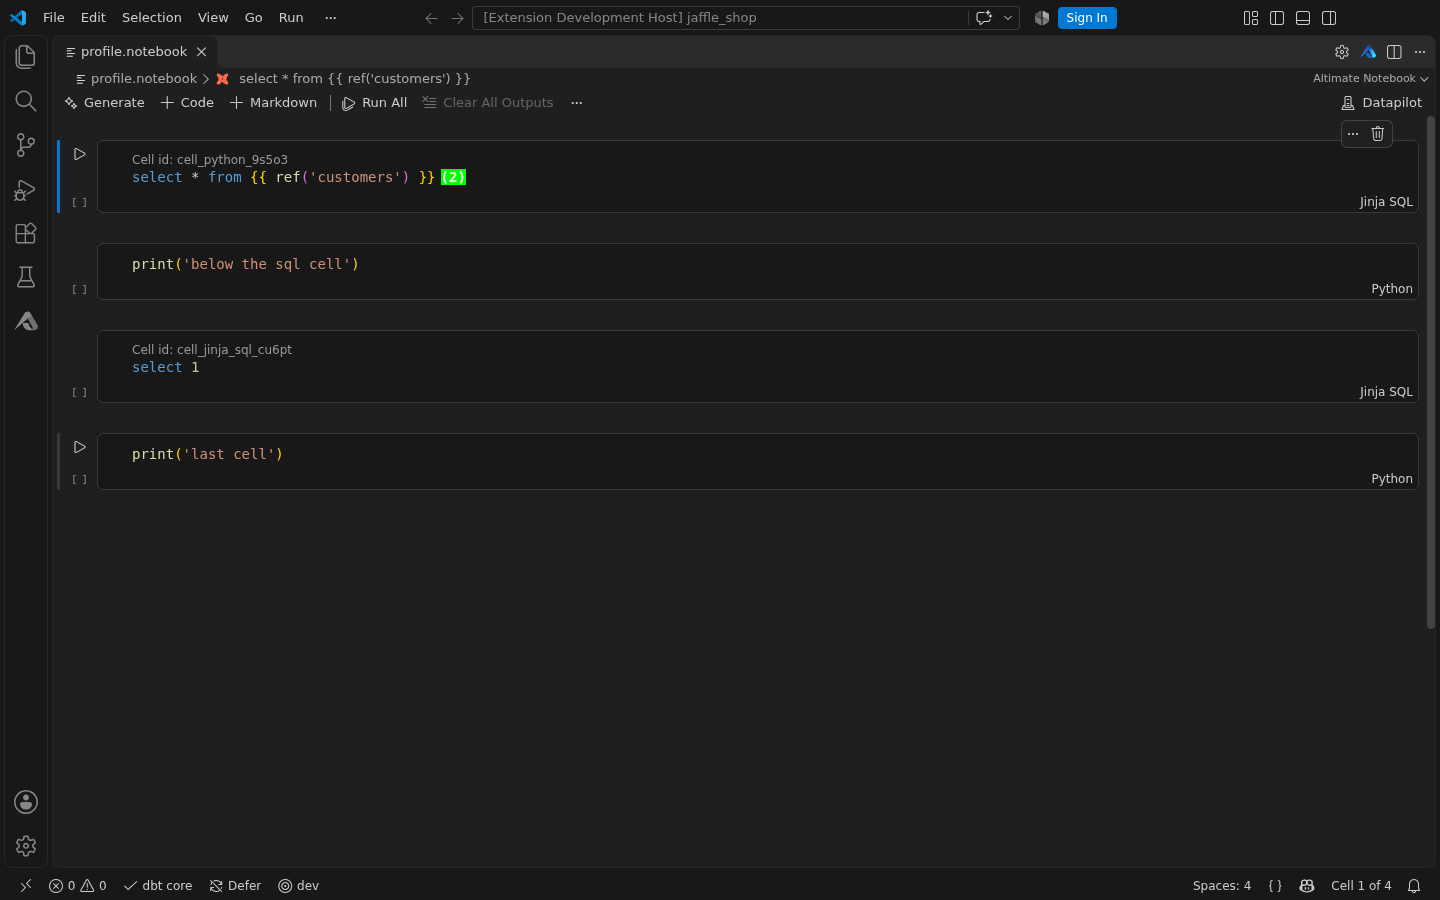 File Edit Selection View Go Run ··· [Extension Development Host] jaffle_shop Sign In
profile.notebook
profile.notebook > select * from {{ ref('customers') }} Altimate Notebook
Generate Code Markdown Run All Clear All Outputs ··· Datapilot
Cell id: cell_python_9s5o3
select * from {{ ref('customers') }} (2)
[ ]
Jinja SQL
print('below the sql cell')
[ ]
Python
Cell id: cell_jinja_sql_cu6pt
select 1
[ ]
Jinja SQL
print('last cell')
[ ]
Python
0 0 dbt core Defer dev Spaces: 4 { } Cell 1 of 4